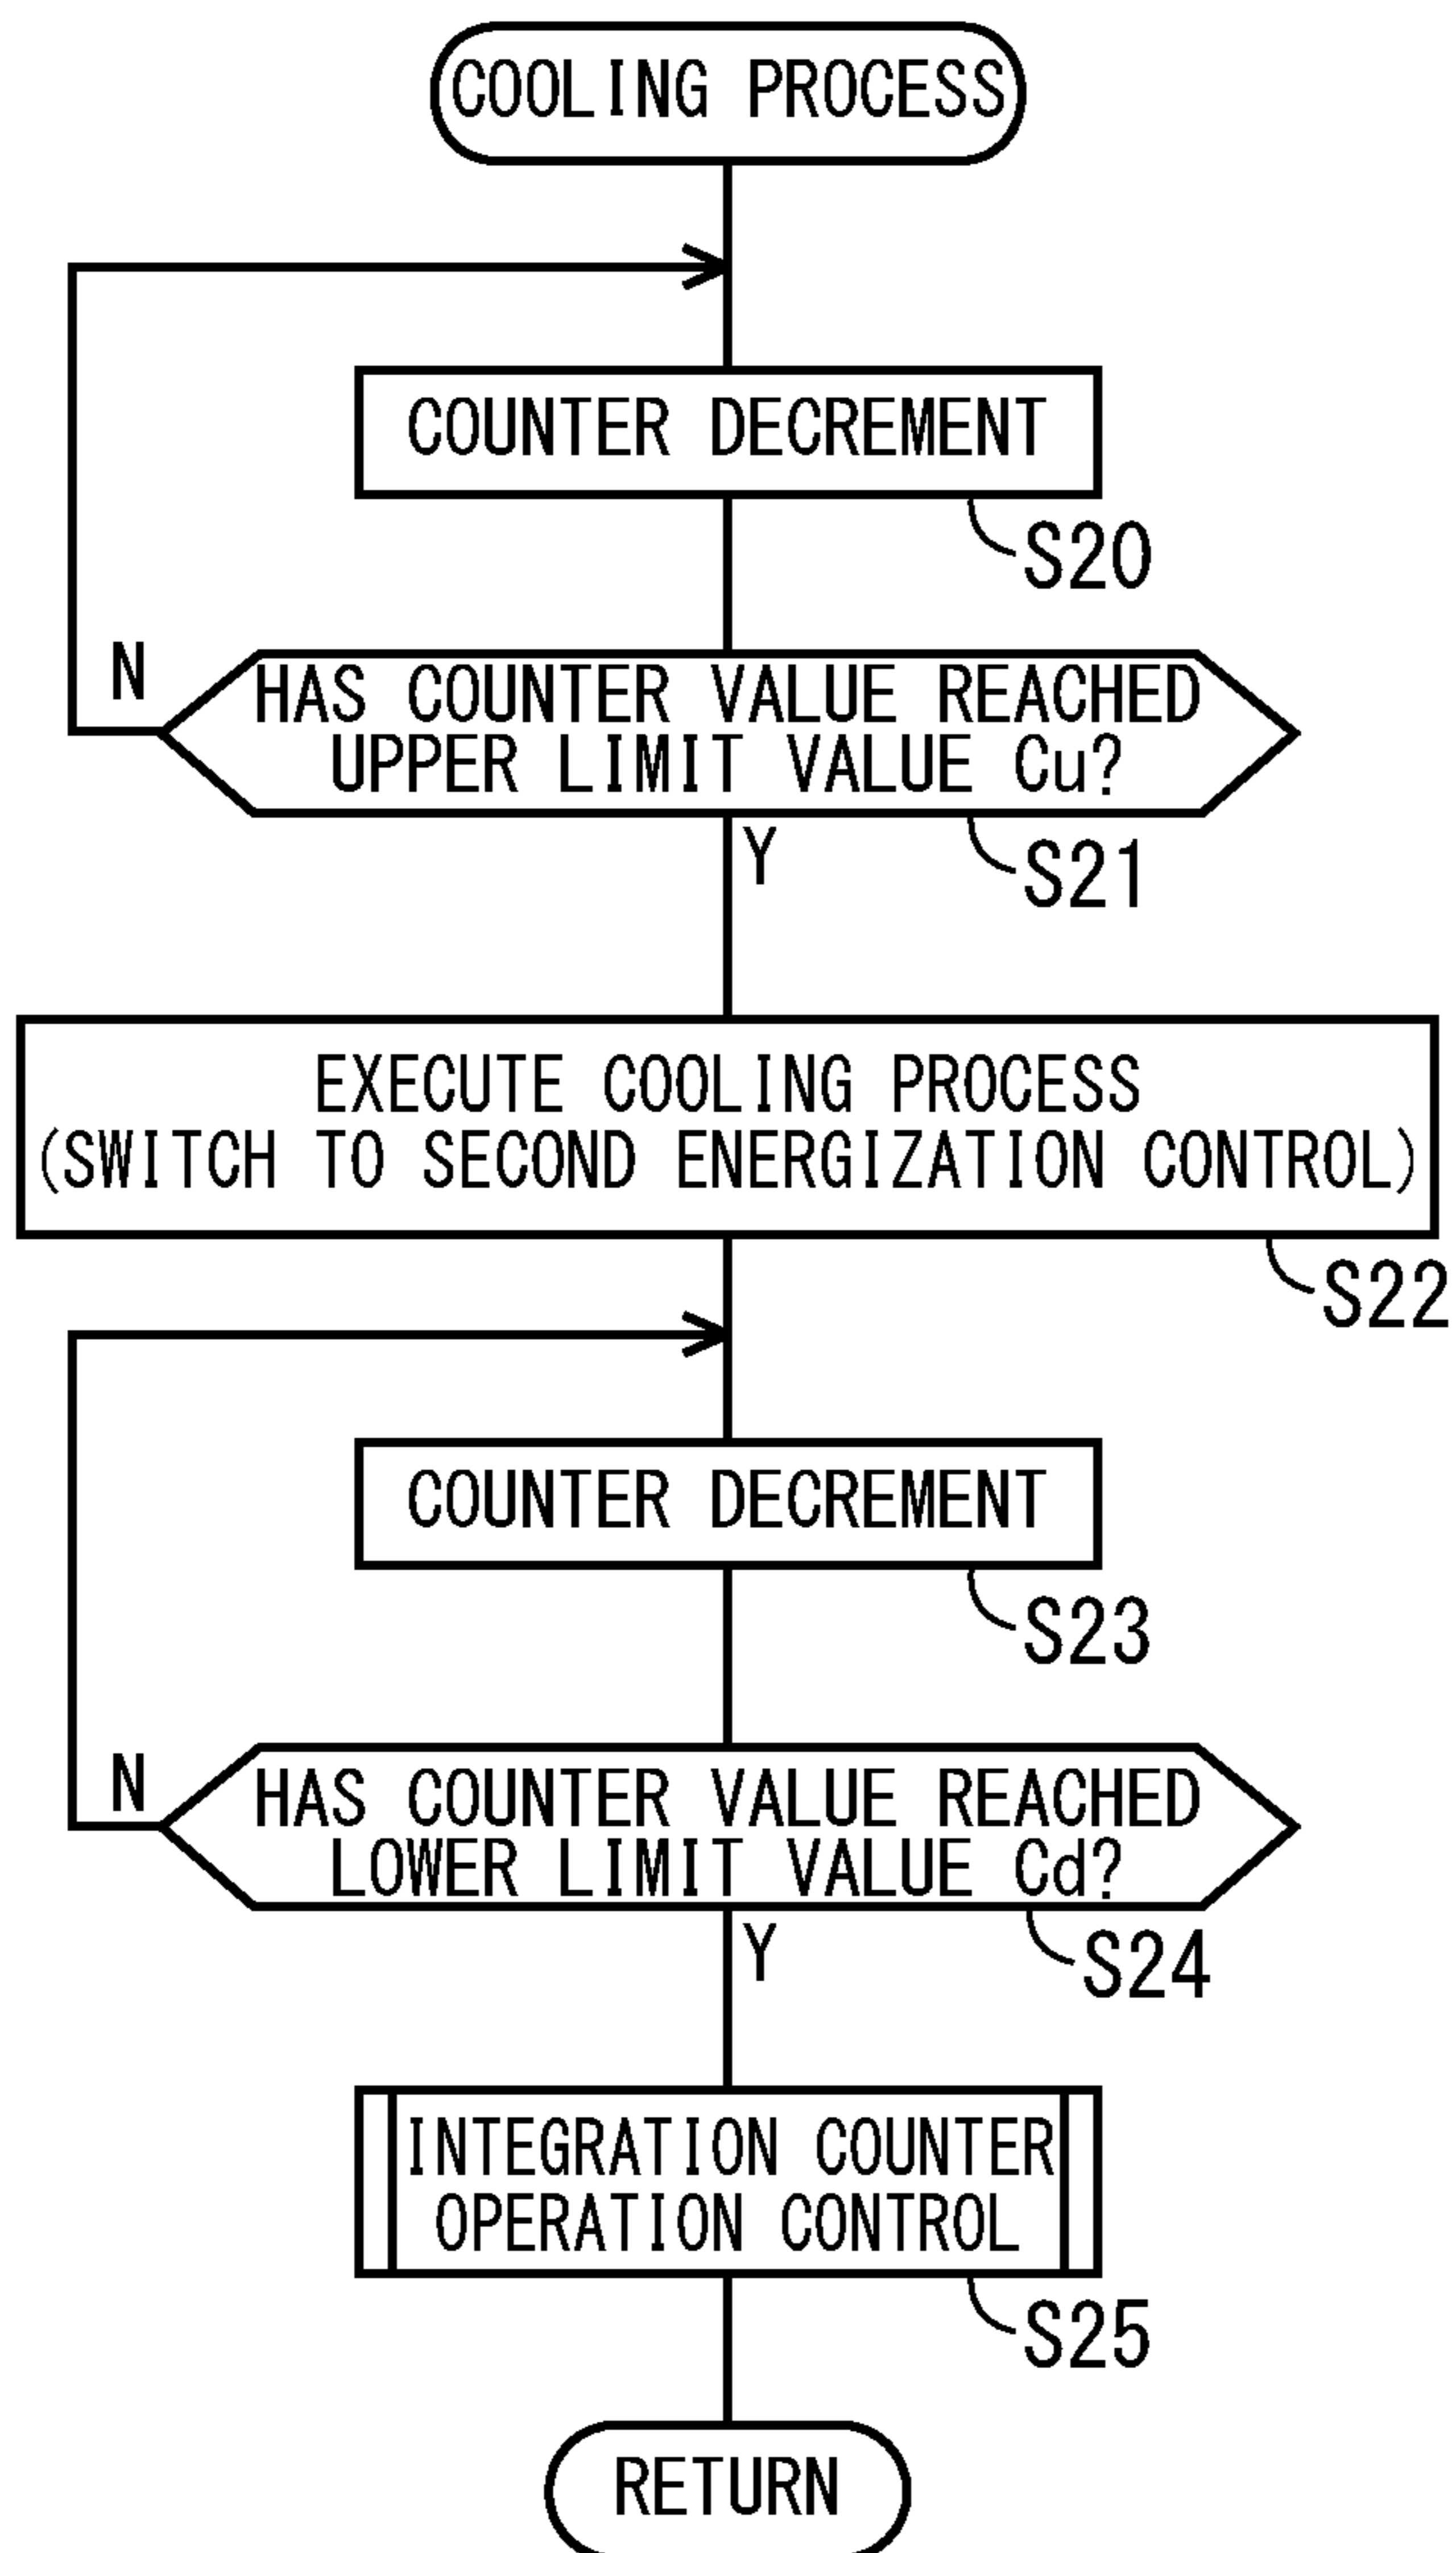 COOLING PROCESS
COUNTER DECREMENT
S20
N
HAS COUNTER VALUE REACHED
UPPER LIMIT VALUE Cu?
Y
S21
EXECUTE COOLING PROCESS
(SWITCH TO SECOND ENERGIZATION CONTROL)
S22
COUNTER DECREMENT
S23
N
HAS COUNTER VALUE REACHED
LOWER LIMIT VALUE Cd?
Y
S24
INTEGRATION COUNTER
OPERATION CONTROL
S25
RETURN